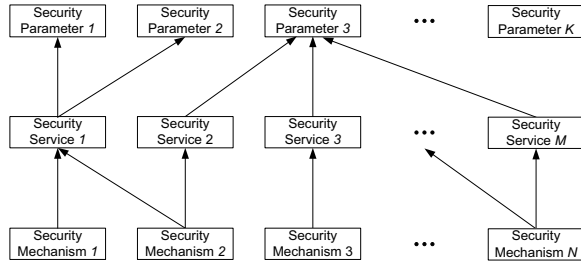 Security Parameter 1
Security Parameter 2
Security Parameter 3
...
Security Parameter K
Security Service 1
Security Service 2
Security Service 3
...
Security Service M
Security Mechanism 1
Security Mechanism 2
Security Mechanism 3
...
Security Mechanism N